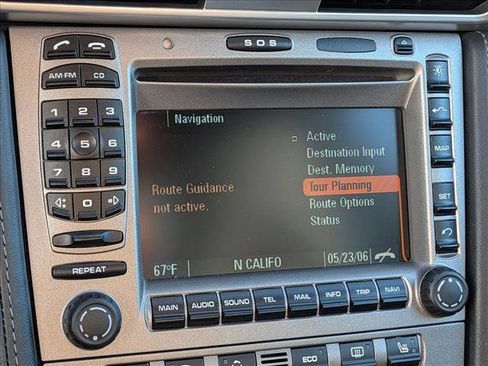 SOS
AM·FM CD
1 2 3
4 5 6
7 8 9
* 0 #
REPEAT
Navigation
Active
Destination Input
Dest. Memory
Tour Planning
Route Options
Status
Route Guidance
not active.
67°F N CALIFO 05/23/06
MAP
SET
MAIN AUDIO SOUND TEL MAIL INFO TRIP NAVI
ECO